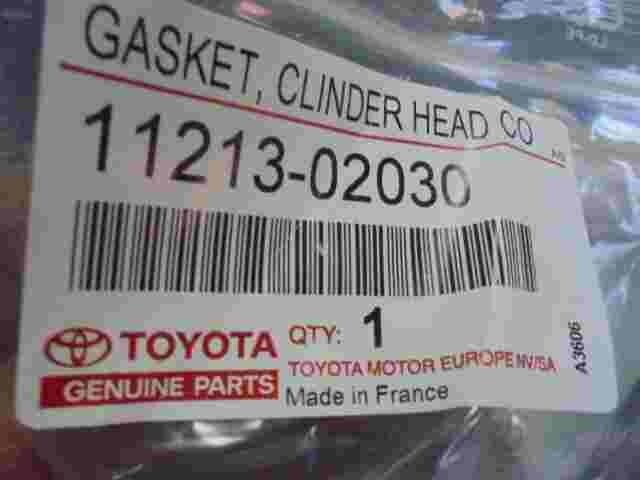 GASKET, CLINDER HEAD CO
11213-02030
TOYOTA
GENUINE PARTS
QTY: 1
TOYOTA MOTOR EUROPE NV/SA
Made in France
A3606